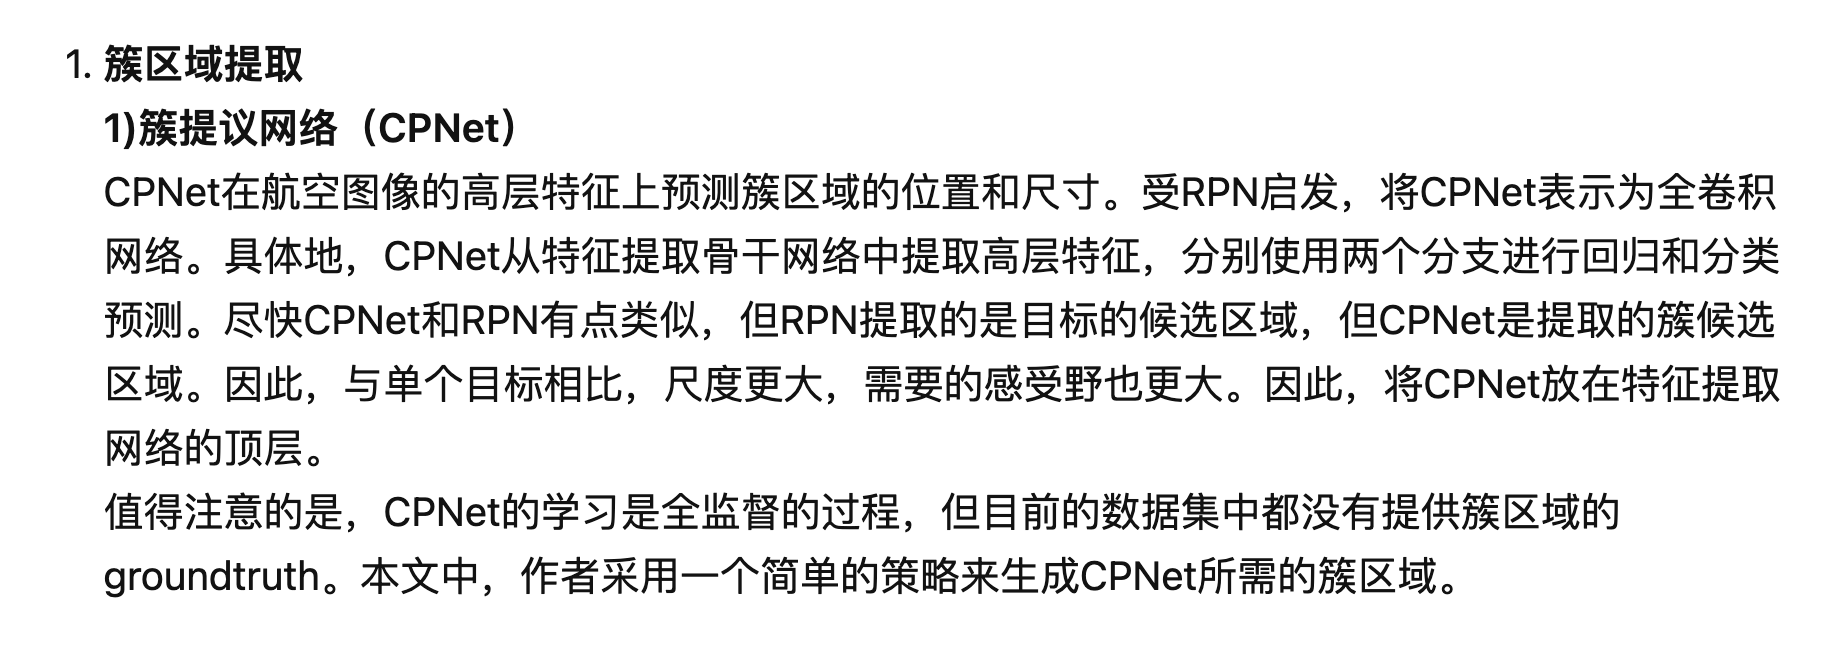 1. 簇区域提取
1)簇提议网络（CPNet）
CPNet在航空图像的高层特征上预测簇区域的位置和尺寸。受RPN启发，将CPNet表示为全卷积
网络。具体地，CPNet从特征提取骨干网络中提取高层特征，分别使用两个分支进行回归和分类
预测。尽快CPNet和RPN有点类似，但RPN提取的是目标的候选区域，但CPNet是提取的簇候选
区域。因此，与单个目标相比，尺度更大，需要的感受野也更大。因此，将CPNet放在特征提取
网络的顶层。
值得注意的是，CPNet的学习是全监督的过程，但目前的数据集中都没有提供簇区域的
groundtruth。本文中，作者采用一个简单的策略来生成CPNet所需的簇区域。